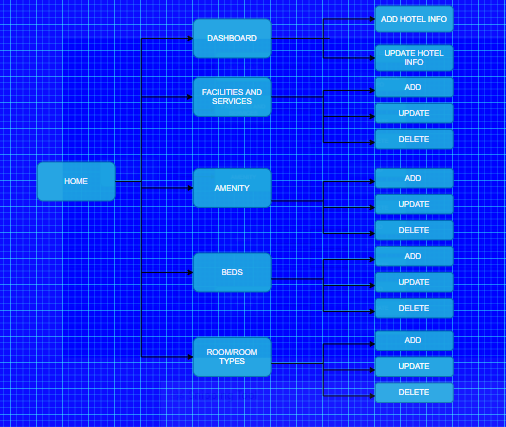 HOME
DASHBOARD
ADD HOTEL INFO
UPDATE HOTEL
INFO
FACILITIES AND
SERVICES
ADD
UPDATE
DELETE
AMENITY
ADD
UPDATE
DELETE
BEDS
ADD
UPDATE
DELETE
ROOM/ROOM
TYPES
ADD
UPDATE
DELETE